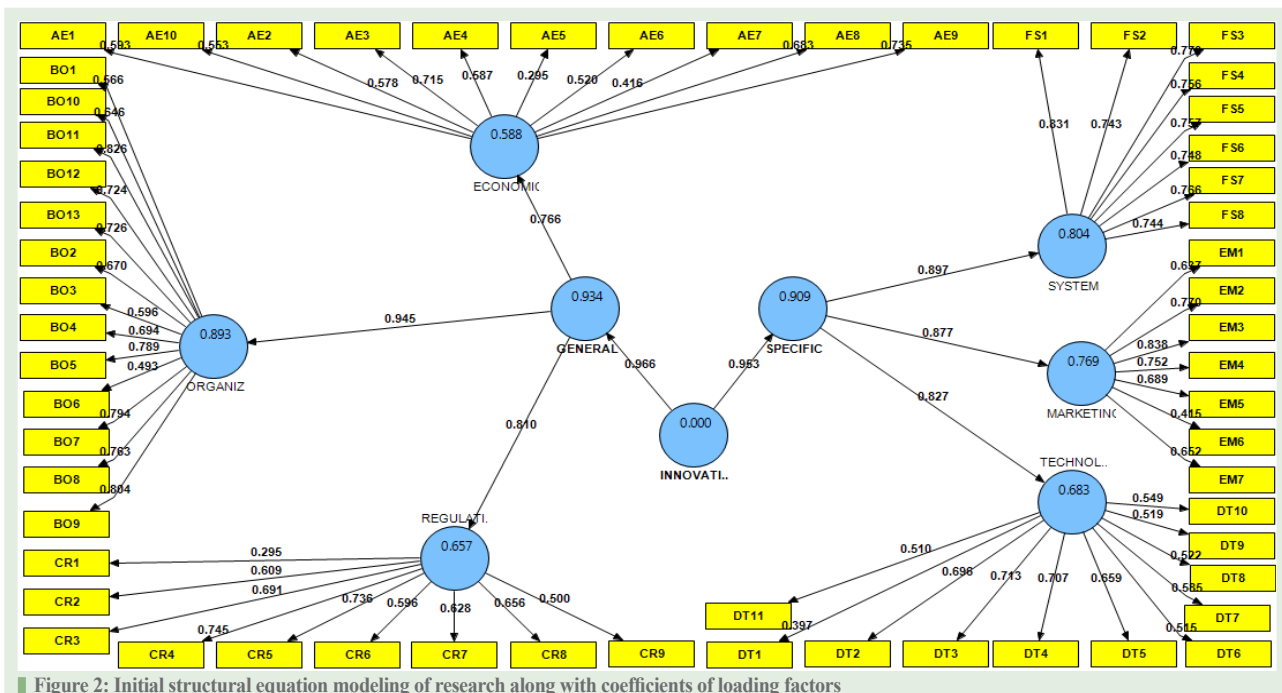 AE1 AE10 AE2 AE3 AE4 AE5 AE6 AE7 AE8 AE9 FS1 FS2 FS3
0.593 0.553 0.578 0.715 0.587 0.295 0.520 0.416 0.683 0.735
BO1
BO10
BO11
BO12
BO13
BO2
BO3
BO4
BO5
BO6
BO7
BO8
BO9
0.566
0.646
0.826
0.724
0.726
0.670
0.596
0.694
0.789
0.493
0.794
0.763
0.804
0.588
ECONOMIC
0.766
0.893
ORGANIZ
0.945
0.934
GENERAL
0.966
0.953
0.000
INNOVATI..
0.909
SPECIFIC
0.897
0.877
0.827
0.810
0.831
0.743
0.770
0.756
0.757
0.748
0.766
0.744
FS4
FS5
FS6
FS7
FS8
0.804
SYSTEM
EM1
EM2
EM3
EM4
EM5
EM6
EM7
0.637
0.770
0.838
0.752
0.689
0.415
0.652
0.769
MARKETING
TECHNOL..
0.683
0.549
0.519
0.522
0.515
0.510
0.397
0.696
0.713
0.707
0.659
DT10
DT9
DT8
DT7
DT6
DT11
DT1 DT2 DT3 DT4 DT5
REGULATI.
0.657
0.295
0.609
0.691
0.745
0.736
0.596
0.628
0.656
0.500
CR1
CR2
CR3
CR4 CR5 CR6 CR7 CR8 CR9
Figure 2: Initial structural equation modeling of research along with coefficients of loading factors